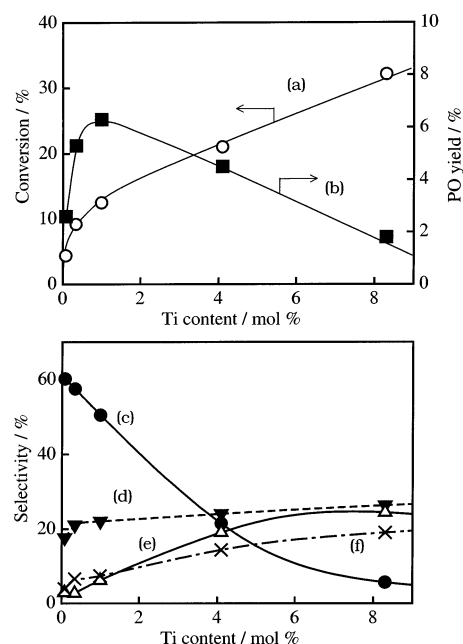 40
30
20
10
0
Conversion / %
10
8
6
4
2
0
PO yield / %
(a)
(b)
0
2
4
6
8
Ti content / mol %
60
40
20
0
Selectivity / %
(c)
(d)
(e)
(f)
0
2
4
6
8
Ti content / mol %